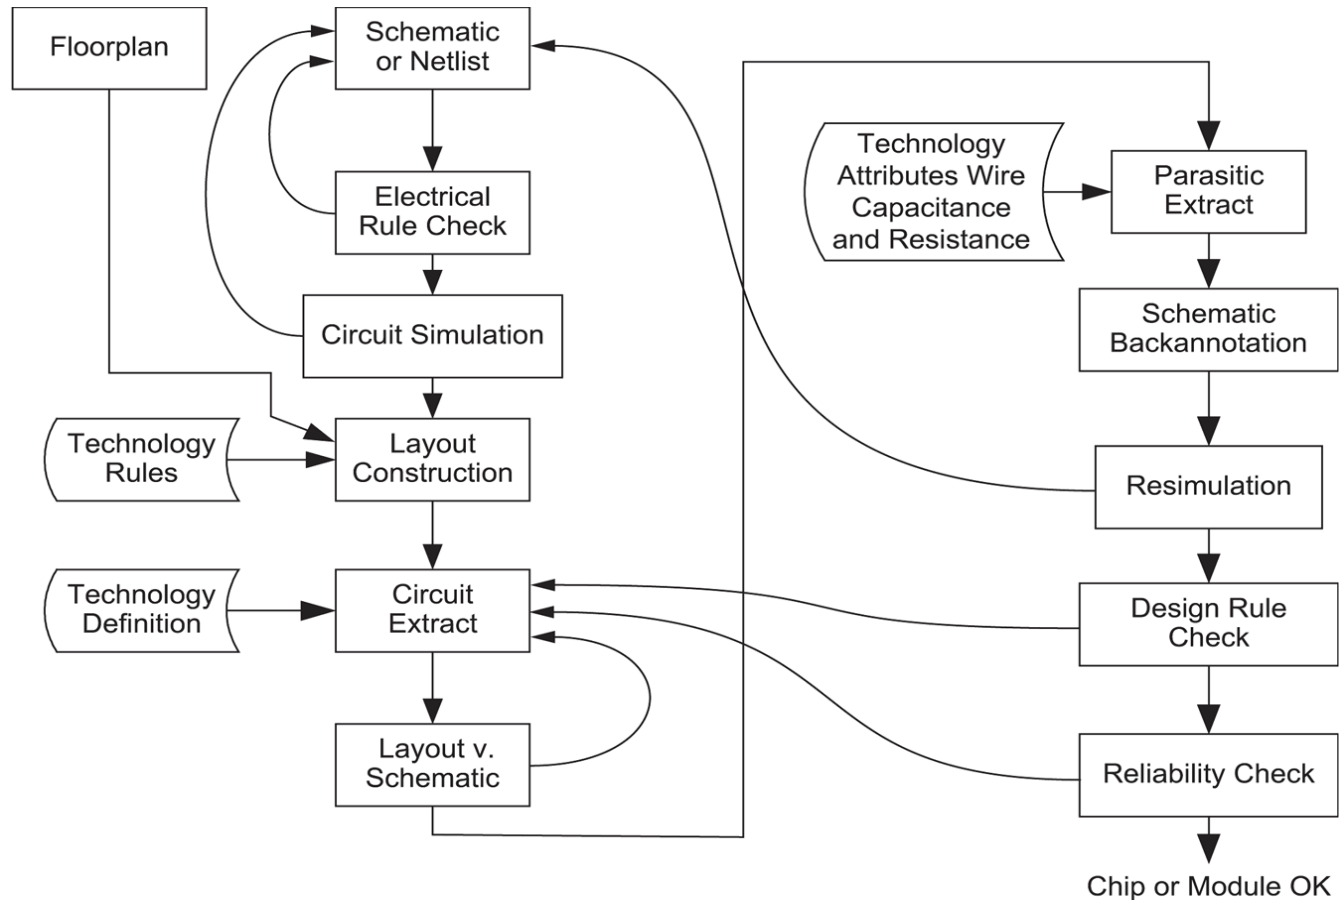 Floorplan
Schematic
or Netlist
Electrical
Rule Check
Circuit Simulation
Technology
Rules
Layout
Construction
Technology
Definition
Circuit
Extract
Layout v.
Schematic
Technology
Attributes Wire
Capacitance
and Resistance
Parasitic
Extract
Schematic
Backannotation
Resimulation
Design Rule
Check
Reliability Check
Chip or Module OK